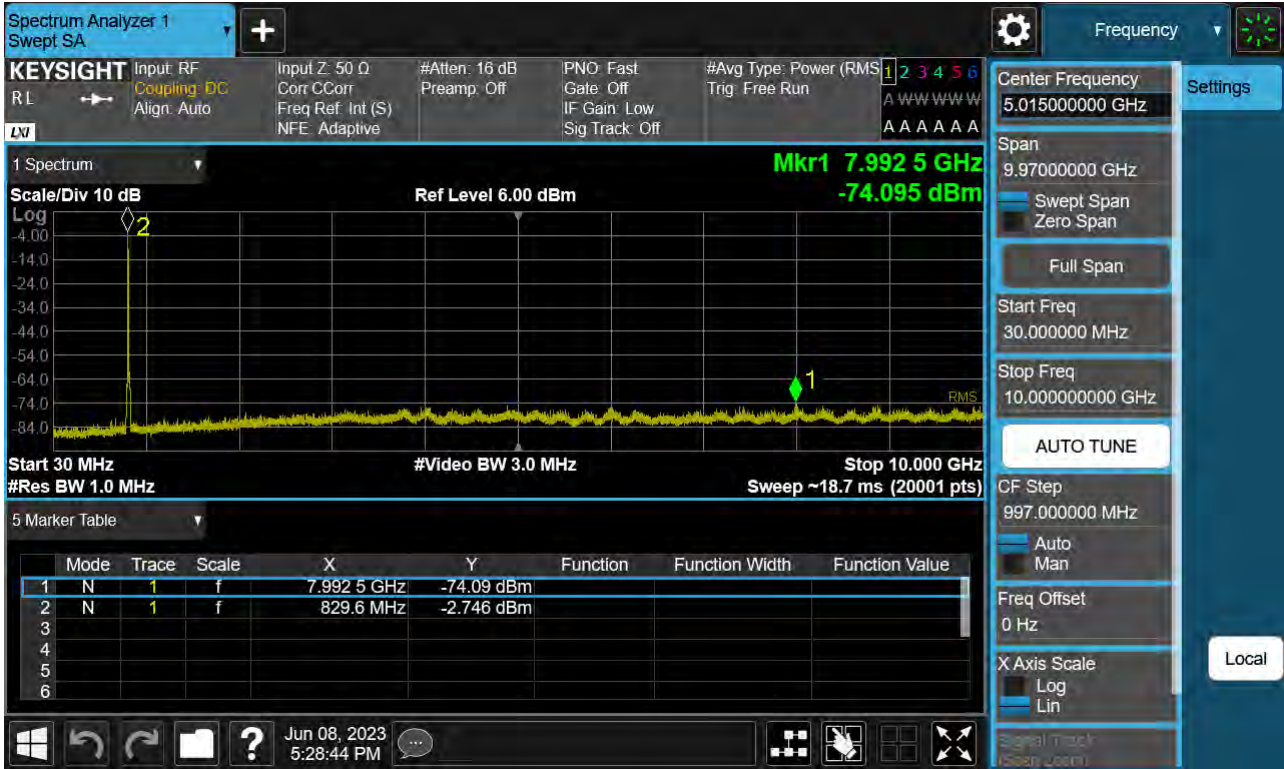 Spectrum Analyzer 1
Swept SA
+
Frequency
KEYSIGHT
RL
LXI
Input: RF
Coupling: DC
Align: Auto
Input Z: 50 Ω
Corr CCorr
Freq Ref: Int (S)
NFE: Adaptive
#Atten: 16 dB
Preamp: Off
PNO: Fast
Gate: Off
IF Gain: Low
Sig Track: Off
#Avg Type: Power (RMS
Trig: Free Run
1 2 3 4 5 6
A W W W W W
A A A A A A
Center Frequency
5.015000000 GHz
Settings
1 Spectrum
Mkr1 7.992 5 GHz
-74.095 dBm
Scale/Div 10 dB
Ref Level 6.00 dBm
Log
-4.00
-14.0
-24.0
-34.0
-44.0
-54.0
-64.0
-74.0
-84.0
2
1
RMS
Start 30 MHz
#Video BW 3.0 MHz
Stop 10.000 GHz
#Res BW 1.0 MHz
Sweep ~18.7 ms (20001 pts)
Span
9.97000000 GHz
Swept Span
Zero Span
Full Span
Start Freq
30.000000 MHz
Stop Freq
10.000000000 GHz
AUTO TUNE
CF Step
997.000000 MHz
Auto
Man
Freq Offset
0 Hz
X Axis Scale
Log
Lin
Signal Track
(Span Zoom)
Local
5 Marker Table
Mode Trace Scale X Y Function Function Width Function Value
1 N 1 f 7.992 5 GHz -74.09 dBm
2 N 1 f 829.6 MHz -2.746 dBm
3
4
5
6
?
Jun 08, 2023
5:28:44 PM